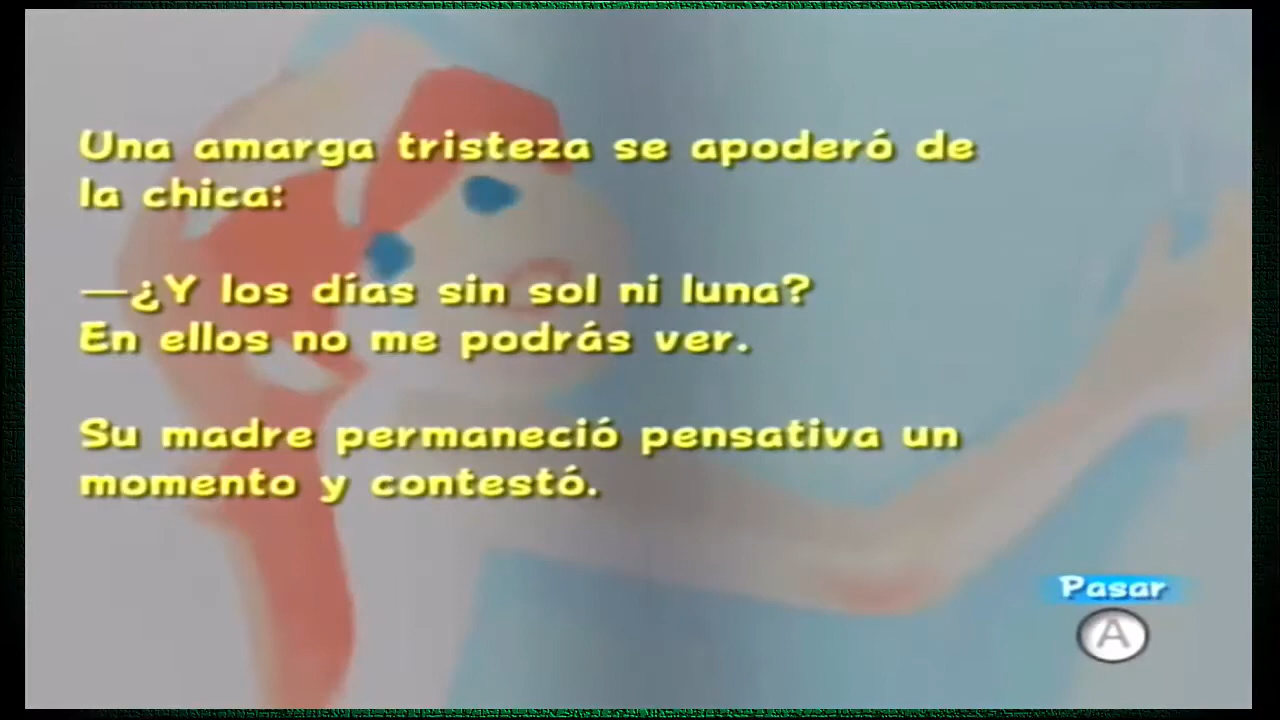 Una amarga tristeza se apoderó de
la chica:
—¿Y los días sin sol ni luna?
En ellos no me podrás ver.
Su madre permaneció pensativa un
momento y contestó.
Pasar
A